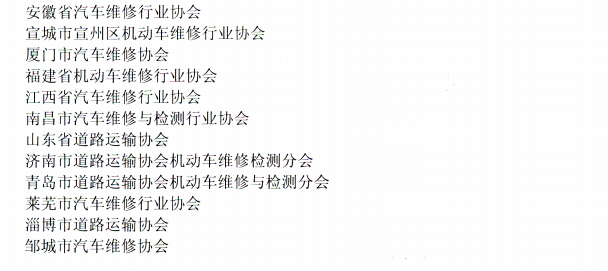 安徽省汽车维修行业协会
宣城市宣州区机动车维修行业协会
厦门市汽车维修协会
福建省机动车维修行业协会
江西省汽车维修行业协会
南昌市汽车维修与检测行业协会
山东省道路运输协会
济南市道路运输协会机动车维修检测分会
青岛市道路运输协会机动车维修与检测分会
莱芜市汽车维修行业协会
淄博市道路运输协会
邹城市汽车维修协会